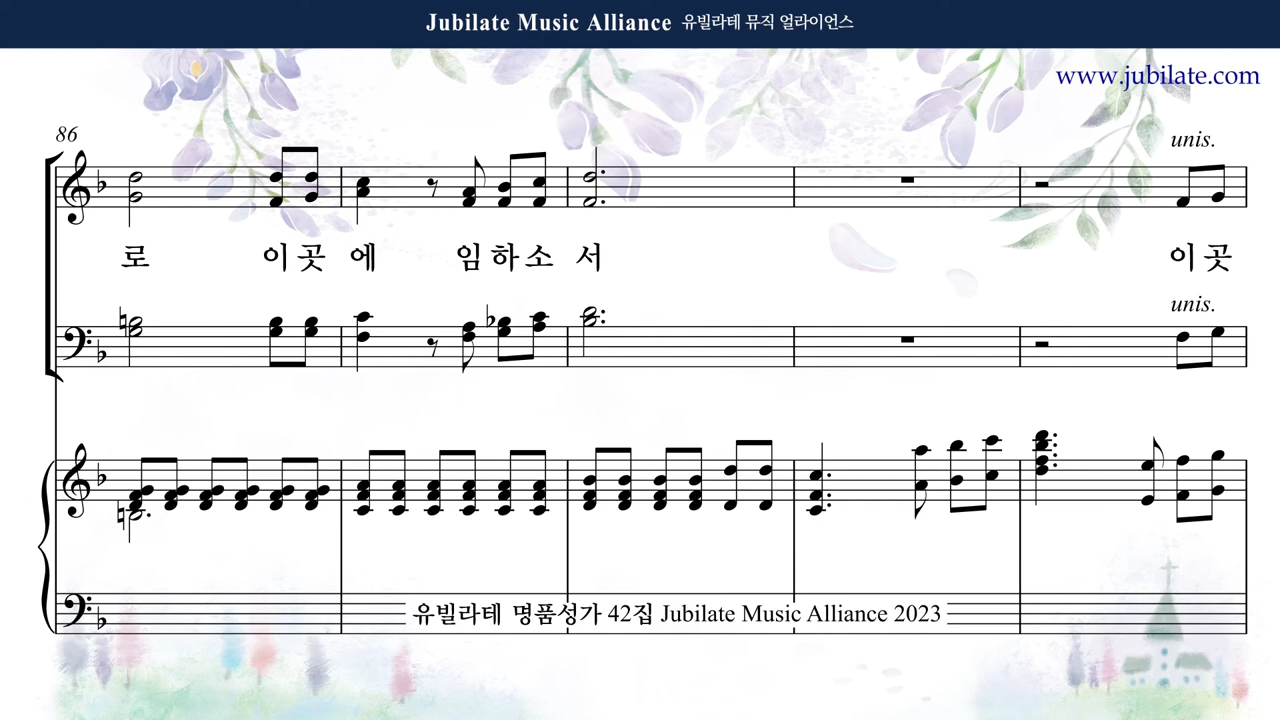 Jubilate Music Alliance 유빌라테 뮤직 얼라이언스
www.jubilate.com
86
unis.
로 이곳에 임하소서 이곳
unis.
유빌라테 명품성가 42집 Jubilate Music Alliance 2023